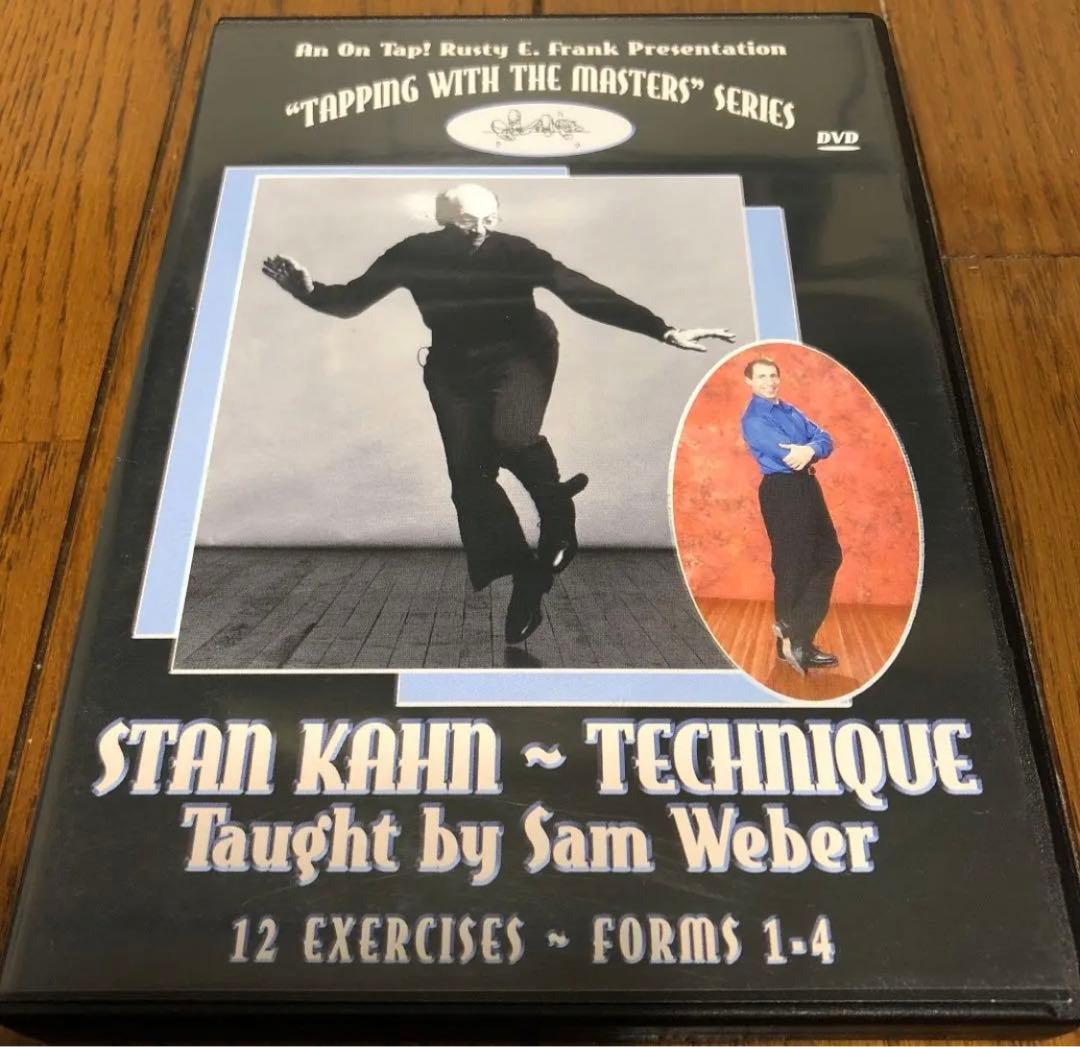 An On Tap! Rusty E. Frank Presentation
"TAPPING WITH THE MASTERS" SERIES
DVD
STAN KAHN ~ TECHNIQUE
Taught by Sam Weber
12 EXERCISES ~ FORMS 1-4